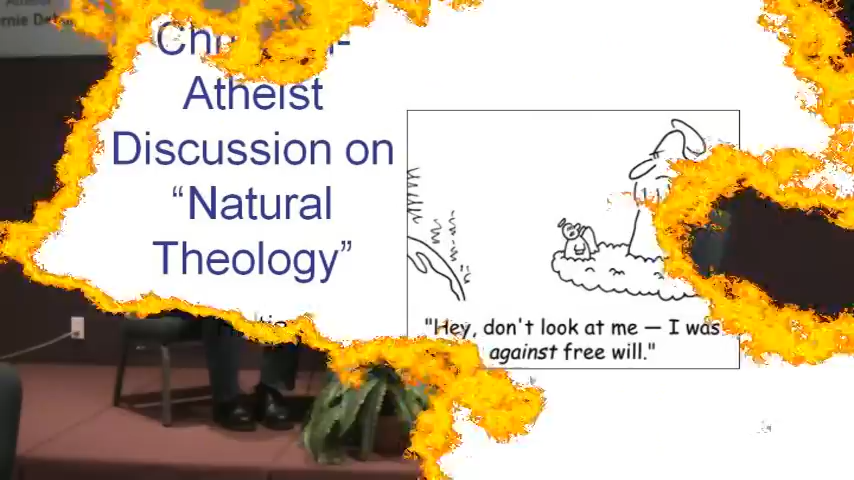 Atheist
Discussion on
“Natural
Theology”
"Hey, don't look at me — I was
against free will."